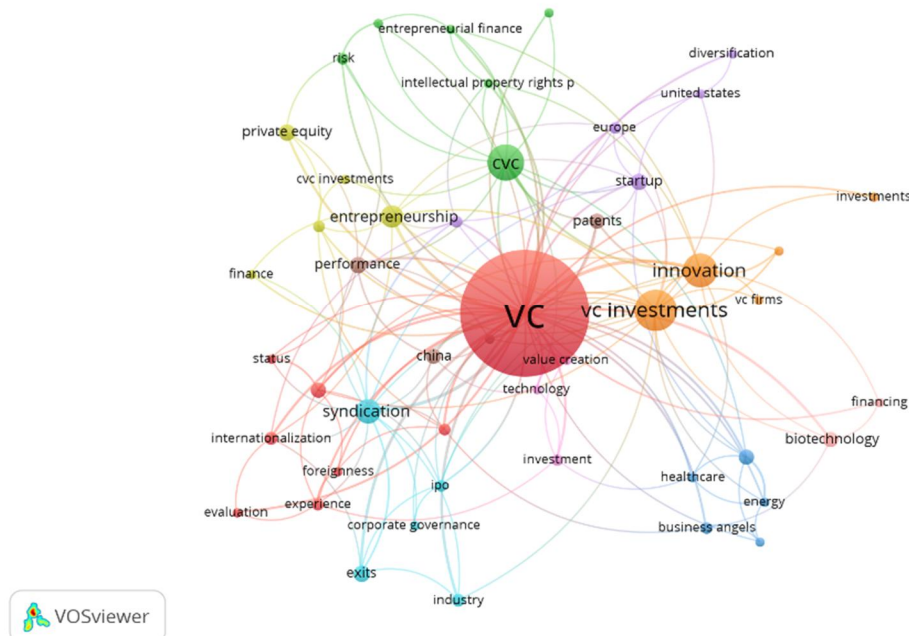 entrepreneurial finance
diversification
risk
intellectual property rights p
united states
private equity
europe
cvc
cvc investments
startup
investments
entrepreneurship
patents
performance
innovation
finance
vc firms
vc
vc investments
status
china
value creation
technology
financing
syndication
internationalization
biotechnology
investment
foreignness
healthcare
ipo
energy
evaluation
experience
corporate governance
business angels
exits
industry
VOSviewer